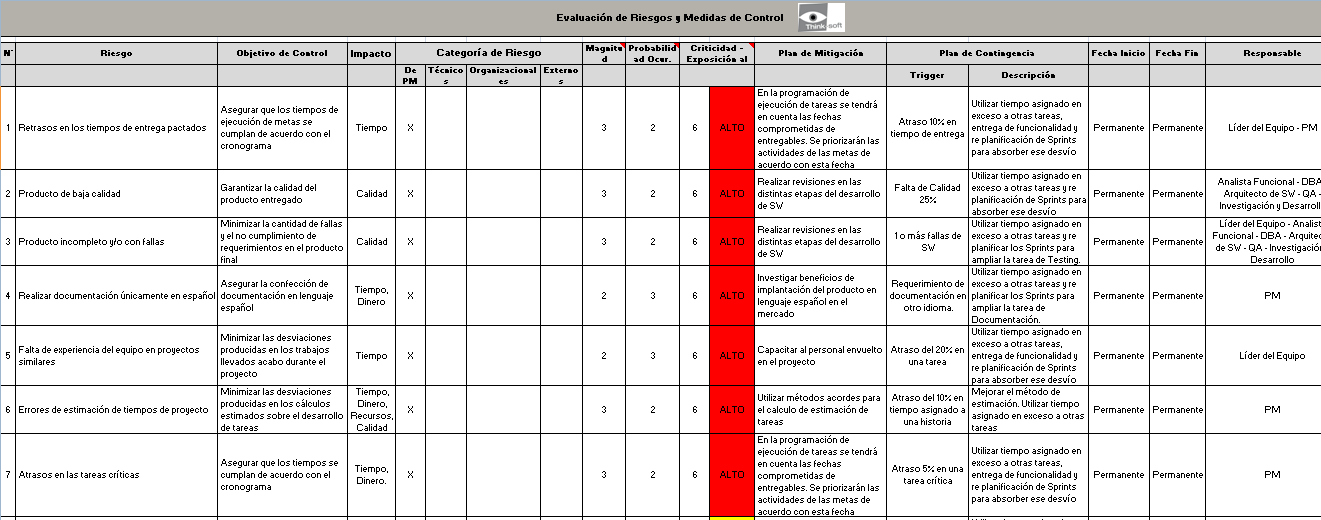 Evaluación de Riesgos y Medidas de Control
Think soft
N° Riesgo Objetivo de Control Impacto Categoría de Riesgo Magnitud Probabilidad Ocur. Criticidad - Exposición al Plan de Mitigación Plan de Contingencia Fecha Inicio Fecha Fin Responsable
De PM Técnicos Organizacionales Externos Trigger Descripción
1 Retrasos en los tiempos de entrega pactados
Asegurar que los tiempos de
ejecución de metas se
cumplan de acuerdo con el
cronograma
Tiempo X 3 2 6 ALTO
En la programación de
ejecución de tareas se tendrá
en cuenta las fechas
comprometidas de
entregables. Se priorizarán las
actividades de las metas de
acuerdo con esta fecha
Atraso 10% en
tiempo de entrega
Utilizar tiempo asignado en
exceso a otras tareas,
entrega de funcionalidad y
re planificación de Sprints
para absorber ese desvío
Permanente Permanente Líder del Equipo - PM
2 Producto de baja calidad
Garantizar la calidad del
producto entregado
Calidad X 3 2 6 ALTO
Realizar revisiones en las
distintas etapas del desarrollo
de SW
Falta de Calidad
25%
Utilizar tiempo asignado en
exceso a otras tareas y re
planificación de Sprints para
absorber ese desvío
Permanente Permanente
Analista Funcional - DBA
Arquitecto de SW - QA -
Investigación y Desarroll
3 Producto incompleto y/o con fallas
Minimizar la cantidad de fallas
y el no cumplimiento de
requerimientos en el producto
final
Calidad X 3 2 6 ALTO
Realizar revisiones en las
distintas etapas del desarrollo
de SW
1 o más fallas de
SW
Utilizar tiempo asignado en
exceso a otras tareas y re
planificar los Sprints para
ampliar la tarea de Testing.
Permanente Permanente
Líder del Equipo - Analist
Funcional - DBA - Arquitec
de SW - QA - Investigación
Desarrollo
4 Realizar documentación únicamente en español
Asegurar la confección de
documentación en lenguaje
español
Tiempo,
Dinero
X 2 3 6 ALTO
Investigar beneficios de
implantación del producto en
lenguaje español en el
mercado
Requerimiento de
documentación en
otro idioma.
Utilizar tiempo asignado en
exceso a otras tareas y re
planificar los Sprints para
ampliar la tarea de
Documentación.
Permanente Permanente PM
5 Falta de experiencia del equipo en proyectos
similares
Minimizar las desviaciones
producidas en los trabajos
llevados acabo durante el
proyecto
Tiempo X 2 3 6 ALTO
Capacitar al personal envuelto
en el proyecto
Atraso del 20% en
una tarea
Utilizar tiempo asignado en
exceso a otras tareas,
entrega de funcionalidad y
re planificación de Sprints
para absorber ese desvío
Permanente Permanente Líder del Equipo
6 Errores de estimación de tiempos de proyecto
Minimizar las desviaciones
producidas en los cálculos
estimados sobre el desarrollo
de tareas
Tiempo,
Dinero,
Recursos,
Calidad
X 3 2 6 ALTO
Utilizar métodos acordes para
el calculo de estimación de
tareas
Atraso del 10% en
tiempo asignado a
una historia
Mejorar el método de
estimación. Utilizar tiempo
asignado en exceso a otras
tareas
Permanente Permanente PM
7 Atrasos en las tareas críticas
Asegurar que los tiempos se
cumplan de acuerdo con el
cronograma
Tiempo,
Dinero.
X 3 2 6 ALTO
En la programación de
ejecución de tareas se tendrá
en cuenta las fechas
comprometidas de
entregables. Se priorizarán las
actividades de las metas de
acuerdo con esta fecha
Atraso 5% en una
tarea crítica
Utilizar tiempo asignado en
exceso a otras tareas,
entrega de funcionalidad y
re planificación de Sprints
para absorber ese desvío
Permanente Permanente PM